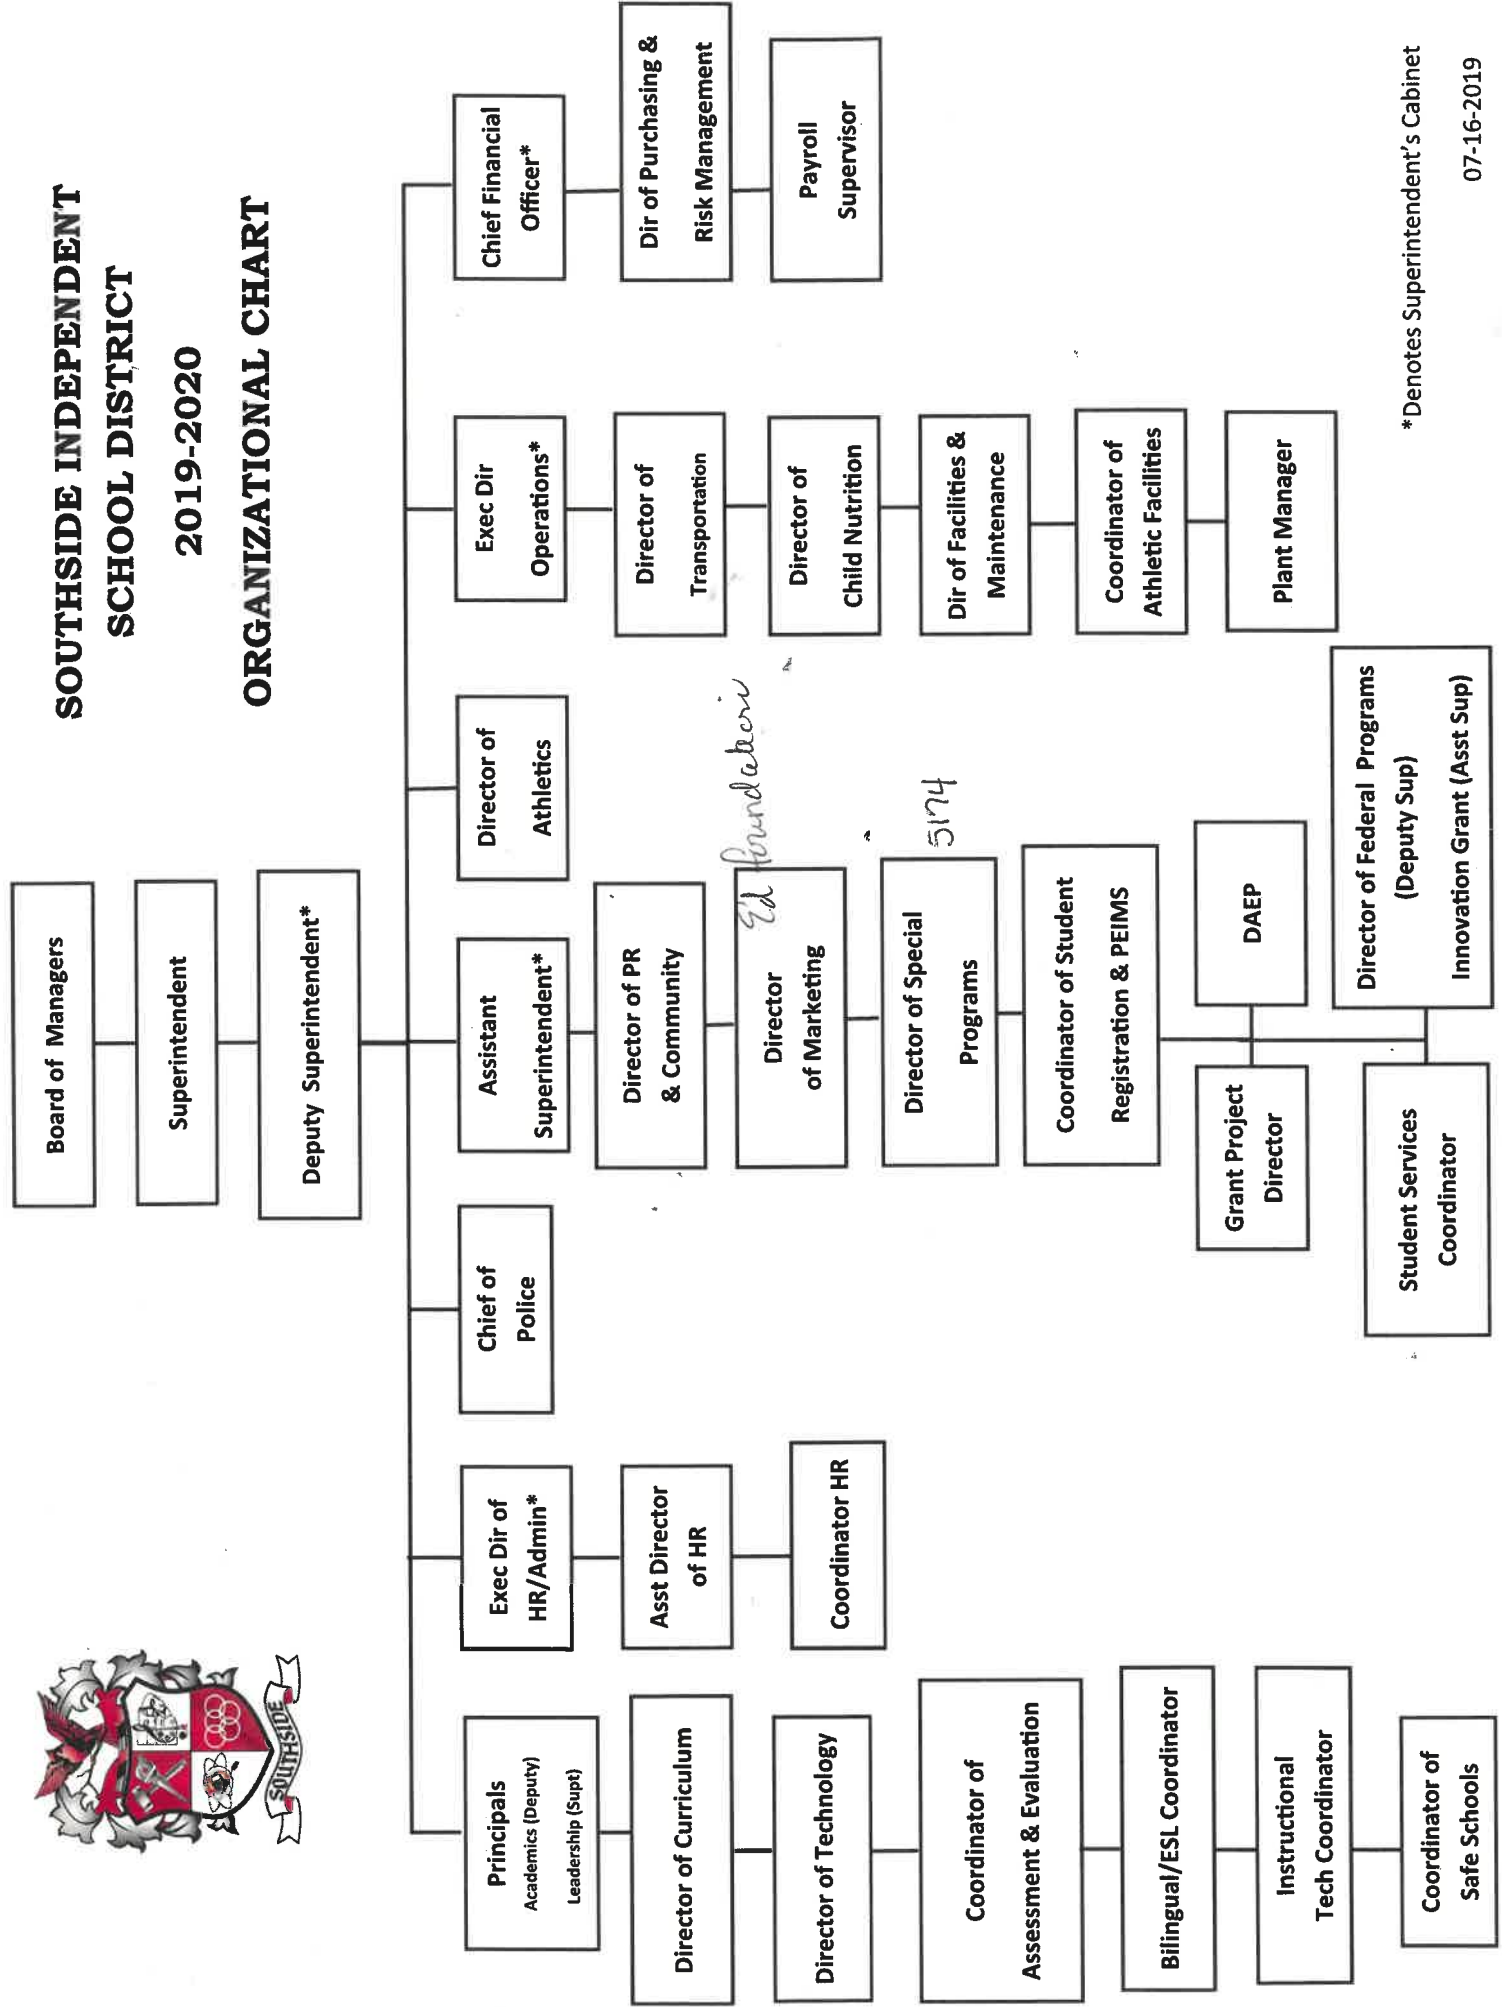 SOUTHSIDE INDEPENDENT
SCHOOL DISTRICT
2019-2020
ORGANIZATIONAL CHART
SOUTHSIDE
Board of Managers
Superintendent
Deputy Superintendent*
Principals
Academics (Deputy)
Leadership (Supt)
Director of Curriculum
Director of Technology
Coordinator of
Assessment & Evaluation
Bilingual/ESL Coordinator
Instructional
Tech Coordinator
Coordinator of
Safe Schools
Exec Dir of
HR/Admin*
Asst Director
of HR
Coordinator HR
Chief of
Police
Assistant
Superintendent*
Director of PR
& Community
Director
of Marketing
Ed foundation
Director of Special
Programs
5174
Coordinator of Student
Registration & PEIMS
Grant Project
Director
DAEP
Student Services
Coordinator
Director of Federal Programs
(Deputy Sup)
Innovation Grant (Asst Sup)
Director of
Athletics
Exec Dir
Operations*
Director of
Transportation
Director of
Child Nutrition
Dir of Facilities &
Maintenance
Coordinator of
Athletic Facilities
Plant Manager
Chief Financial
Officer*
Dir of Purchasing &
Risk Management
Payroll
Supervisor
*Denotes Superintendent's Cabinet
07-16-2019